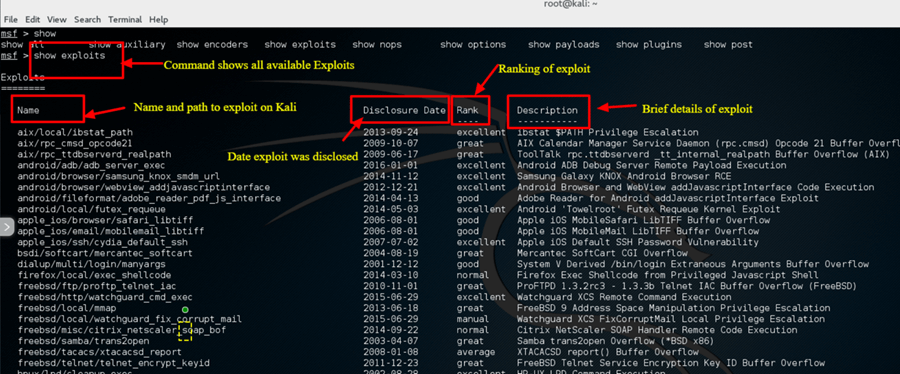 root@kali: ~
File Edit View Search Terminal Help
msf > show
show all show auxiliary show encoders show exploits show nops show options show payloads show plugins show post
msf > show exploits
Command shows all available Exploits
Ranking of exploit
Exploits
========
Name Disclosure Date Rank Description
Name and path to exploit on Kali
Brief details of exploit
---- -----------
Date exploit was disclosed
aix/local/ibstat_path 2013-09-24 excellent ibstat $PATH Privilege Escalation
aix/rpc_cmsd_opcode21 2009-10-07 great AIX Calendar Manager Service Daemon (rpc.cmsd) Opcode 21 Buffer Overfl
aix/rpc_ttdbserverd_realpath 2009-06-17 great ToolTalk rpc.ttdbserverd _tt_internal_realpath Buffer Overflow (AIX)
android/adb/adb_server_exec 2016-01-01 excellent Android ADB Debug Server Remote Payload Execution
android/browser/samsung_knox_smdm_url 2014-11-12 excellent Samsung Galaxy KNOX Android Browser RCE
android/browser/webview_addjavascriptinterface 2012-12-21 excellent Android Browser and WebView addJavascriptInterface Code Execution
android/fileformat/adobe_reader_pdf_js_interface 2014-04-13 good Adobe Reader for Android addJavascriptInterface Exploit
android/local/futex_requeue 2014-05-03 excellent Android 'Towelroot' Futex Requeue Kernel Exploit
apple_ios/browser/safari_libtiff 2006-08-01 good Apple iOS MobileSafari LibTIFF Buffer Overflow
apple_ios/email/mobilemail_libtiff 2006-08-01 good Apple iOS MobileMail LibTIFF Buffer Overflow
apple_ios/ssh/cydia_default_ssh 2007-07-02 excellent Apple iOS Default SSH Password Vulnerability
bsdi/softcart/mercantec_softcart 2004-08-19 great Mercantec SoftCart CGI Overflow
dialup/multi/login/manyargs 2001-12-12 good System V Derived /bin/login Extraneous Arguments Buffer Overflow
firefox/local/exec_shellcode 2014-03-10 normal Firefox Exec Shellcode from Privileged Javascript Shell
freebsd/ftp/proftp_telnet_iac 2010-11-01 great ProFTPD 1.3.2rc3 - 1.3.3b Telnet IAC Buffer Overflow (FreeBSD)
freebsd/http/watchguard_cmd_exec 2015-06-29 excellent Watchguard XCS Remote Command Execution
freebsd/local/mmap 2013-06-18 great FreeBSD 9 Address Space Manipulation Privilege Escalation
freebsd/local/watchguard_fix_corrupt_mail 2015-06-29 manual Watchguard XCS FixCorruptMail Local Privilege Escalation
freebsd/misc/citrix_netscaler_soap_bof 2014-09-22 normal Citrix NetScaler SOAP Handler Remote Code Execution
freebsd/samba/trans2open 2003-04-07 great Samba trans2open Overflow (*BSD x86)
freebsd/tacacs/xtacacsd_report 2008-01-08 average XTACACSD report() Buffer Overflow
freebsd/telnet/telnet_encrypt_keyid 2011-12-23 great FreeBSD Telnet Service Encryption Key ID Buffer Overflow
hpux/lpd/cleanup_exec 2002-08-28 excellent HP-UX LPD Command Execution